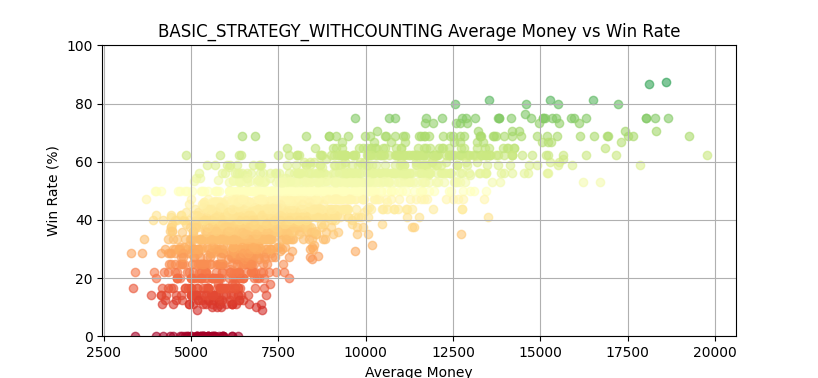 BASIC_STRATEGY_WITHCOUNTING Average Money vs Win Rate
100
80
60
40
20
0
Win Rate (%)
2500 5000 7500 10000 12500 15000 17500 20000
Average Money